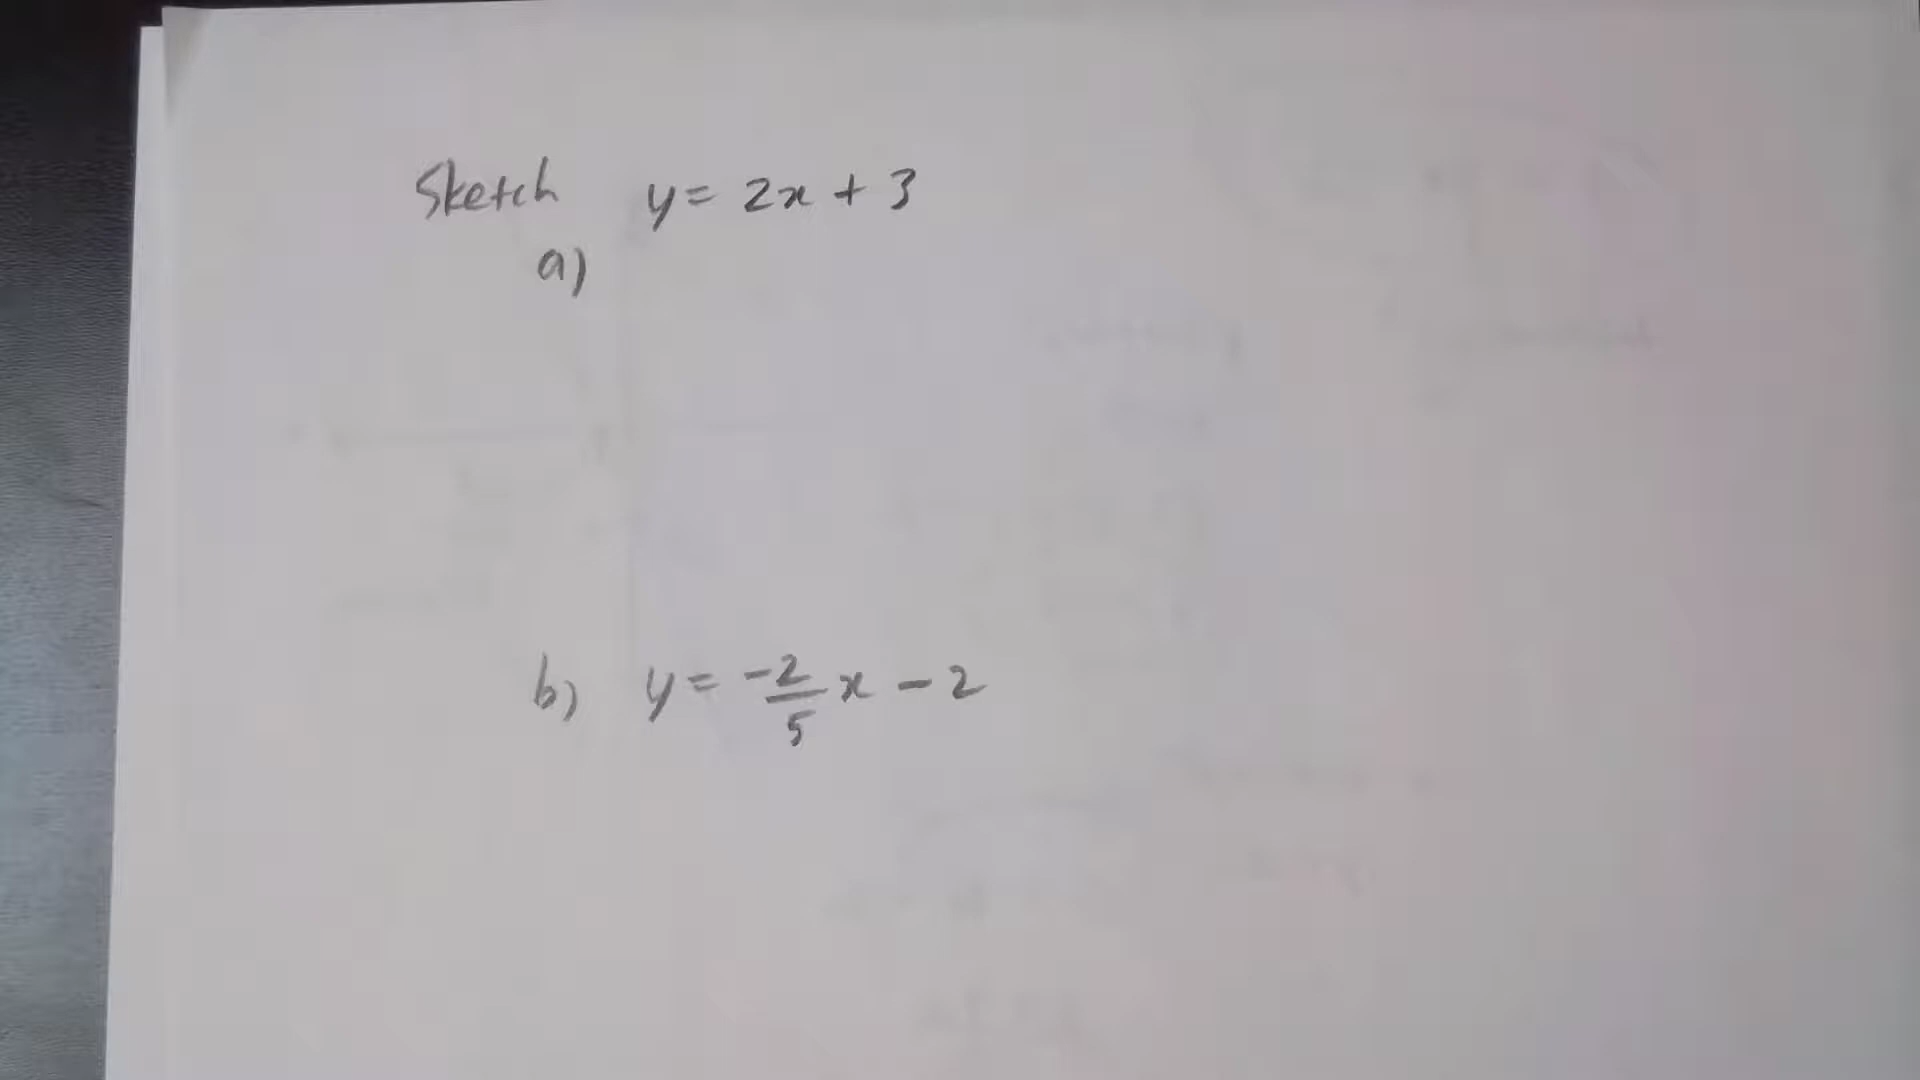 Sketch y = 2x + 3
a)
b) y = -2/5 x - 2